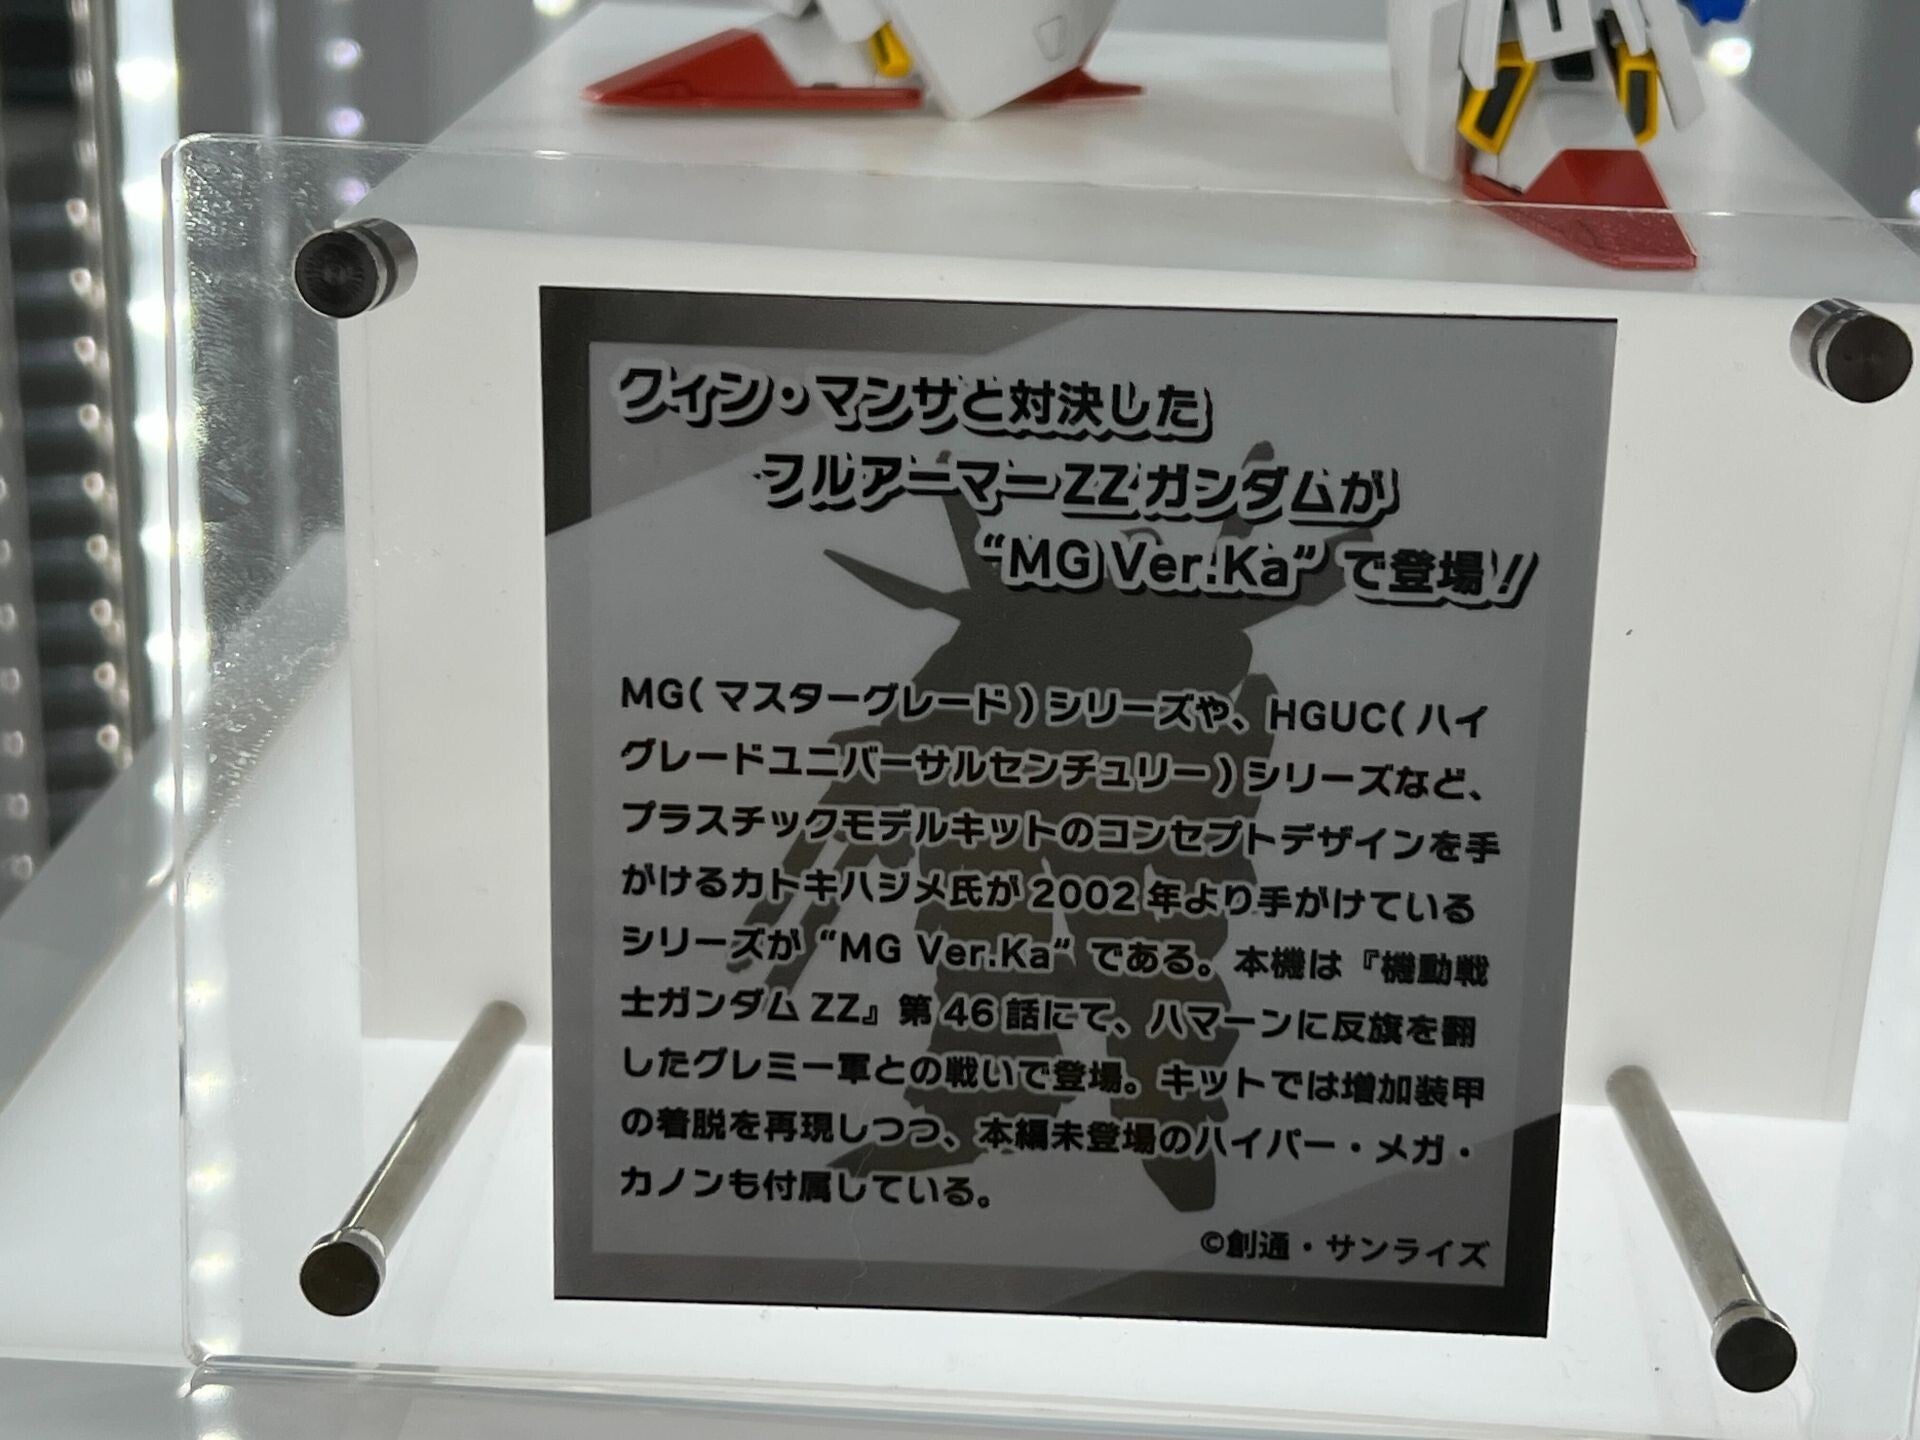 クィン・マンサと対決した
フルアーマーZZガンダムが
“MG Ver.Ka”で登場!!
MG(マスターグレード)シリーズや、HGUC(ハイ
グレードユニバーサルセンチュリー)シリーズなど、
プラスチックモデルキットのコンセプトデザインを手
がけるカトキハジメ氏が2002年より手がけている
シリーズが“MG Ver.Ka”である。本機は『機動戦
士ガンダムZZ』第46話にて、ハマーンに反旗を翻
したグレミー軍との戦いで登場。キットでは増加装甲
の着脱を再現しつつ、本編未登場のハイパー・メガ・
カノンも付属している。
©創通・サンライズ